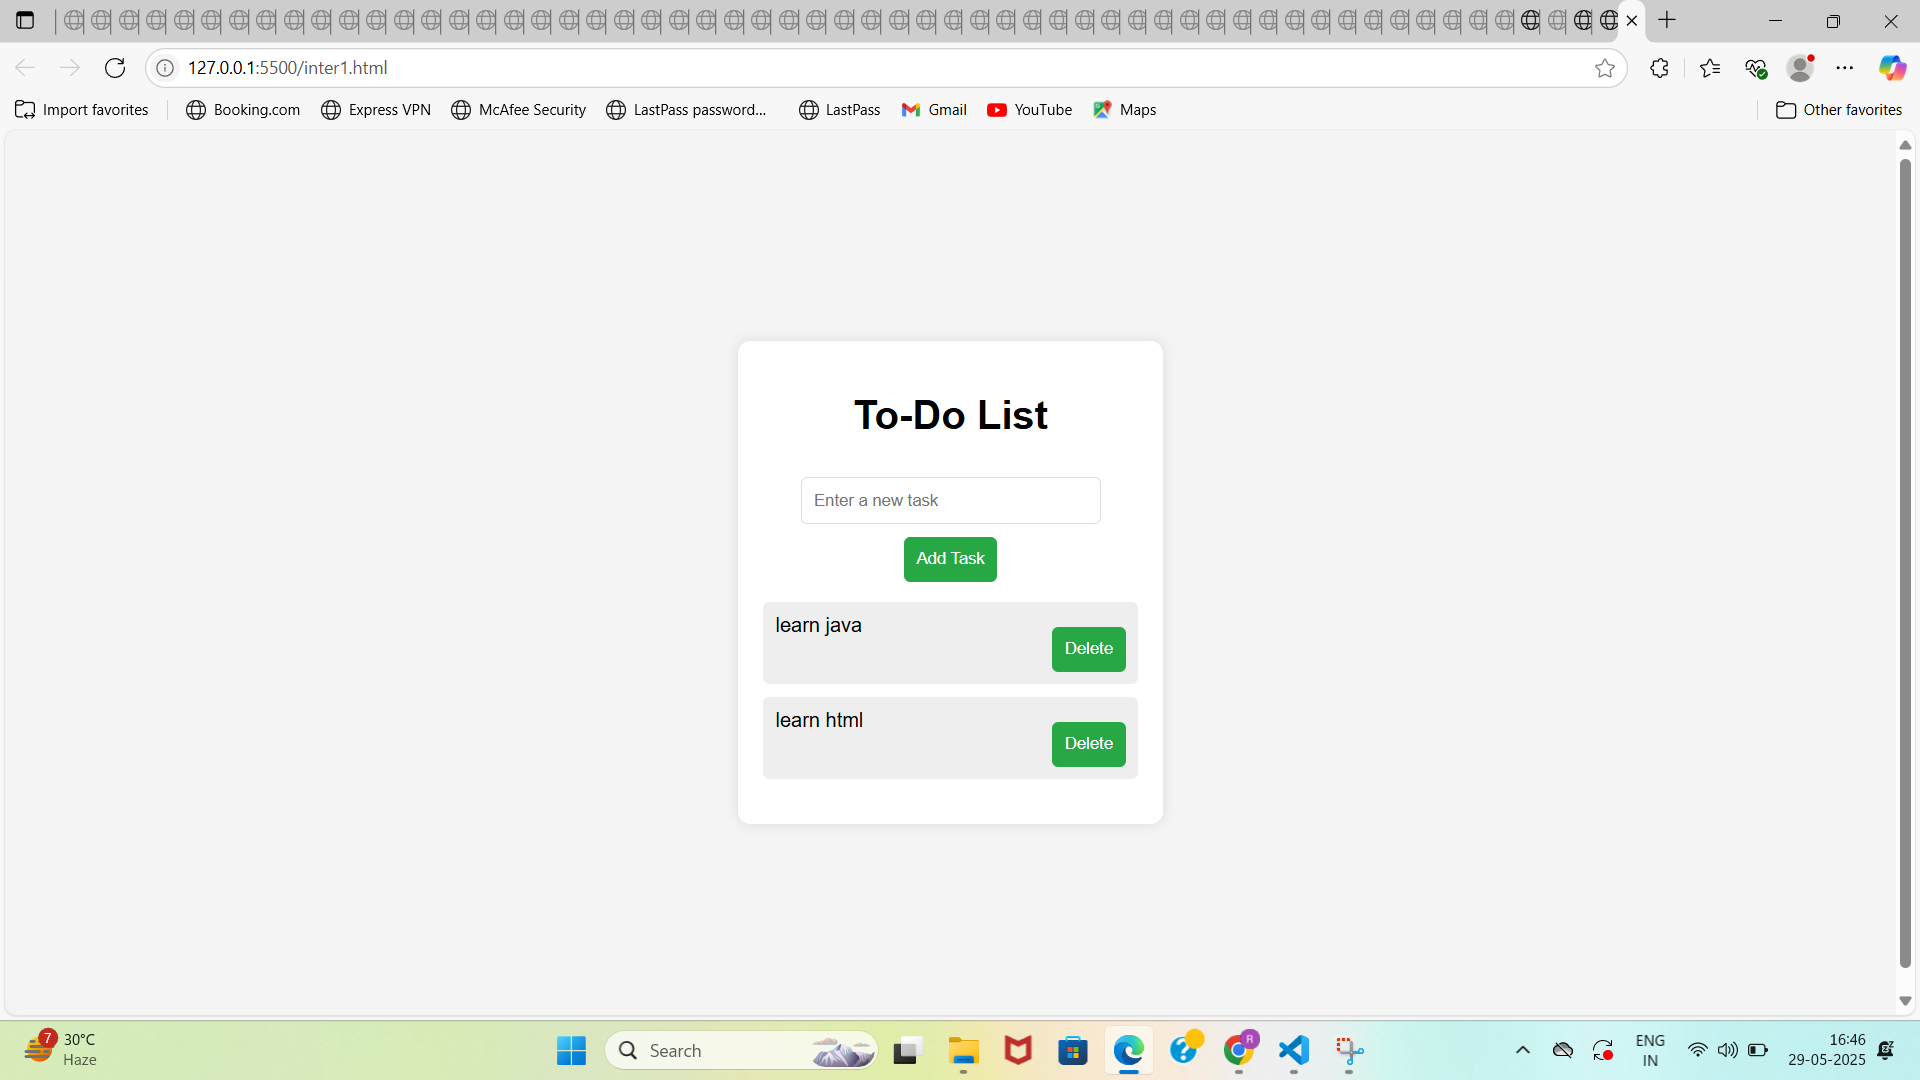 127.0.0.1:5500/inter1.html
Import favorites Booking.com Express VPN McAfee Security LastPass password... LastPass Gmail YouTube Maps Other favorites
To-Do List
Enter a new task
Add Task
learn java
Delete
learn html
Delete
7 30°C
Haze
Search
R
ENG
IN
16:46
29-05-2025